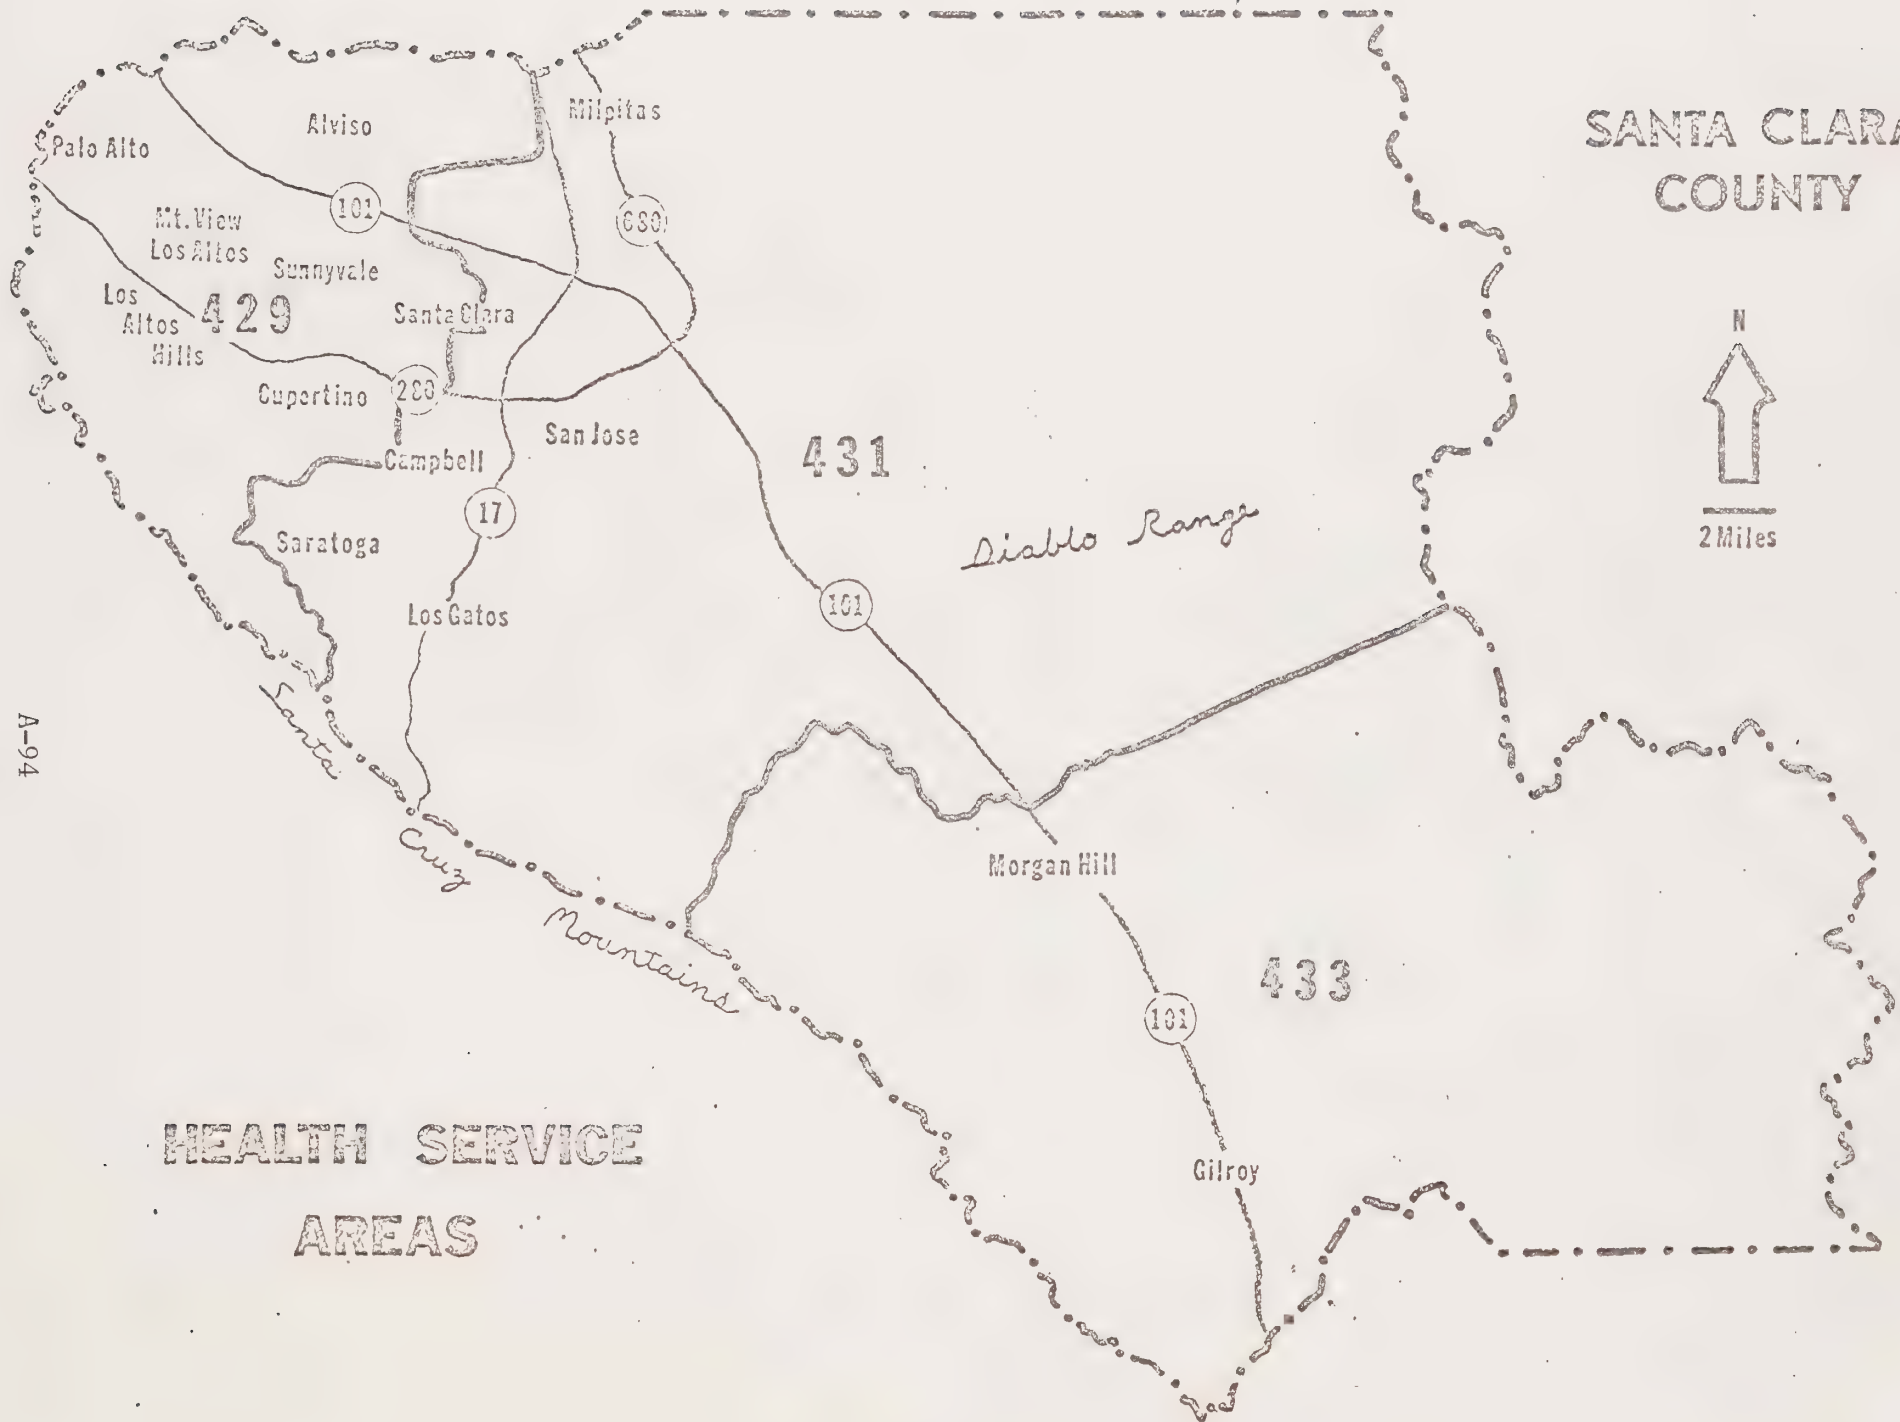 SANTA CLARA
COUNTY
N
2 Miles
Milpitas
Alviso
Palo Alto
101
680
Mt. View
Los Altos
Sunnyvale
Los
Altos
Hills
429
Santa Clara
Cupertino
280
San Jose
431
Campbell
17
Saratoga
Diablo Range
Los Gatos
101
Santa
Cruz
Mountains
A-94
Morgan Hill
433
101
Gilroy
HEALTH SERVICE
AREAS